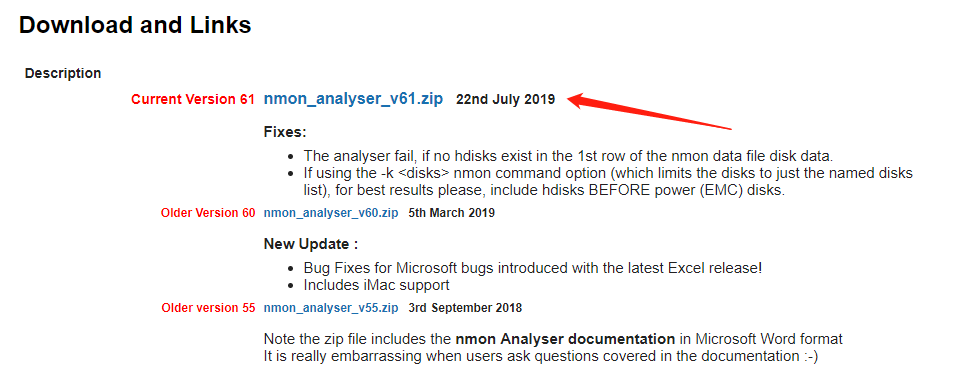 Download and Links
Description
Current Version 61 nmon_analyser_v61.zip 22nd July 2019
Fixes:
• The analyser fail, if no hdisks exist in the 1st row of the nmon data file disk data.
• If using the -k <disks> nmon command option (which limits the disks to just the named disks
list), for best results please, include hdisks BEFORE power (EMC) disks.
Older Version 60 nmon_analyser_v60.zip 5th March 2019
New Update :
• Bug Fixes for Microsoft bugs introduced with the latest Excel release!
• Includes iMac support
Older version 55 nmon_analyser_v55.zip 3rd September 2018
Note the zip file includes the nmon Analyser documentation in Microsoft Word format
It is really embarrassing when users ask questions covered in the documentation :-)